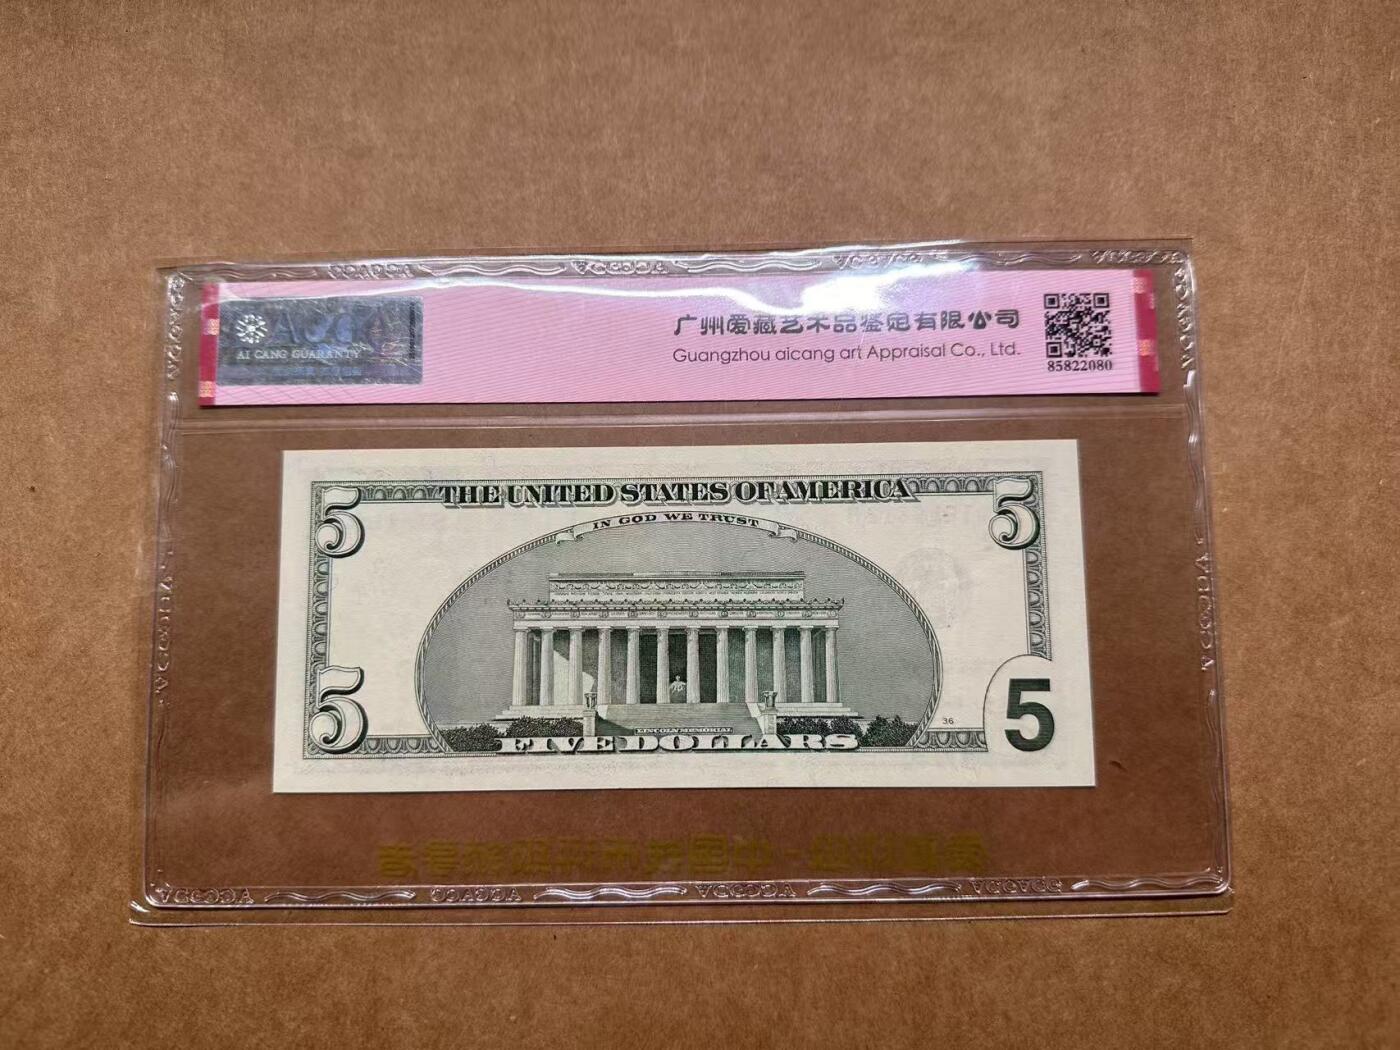 ACGA
AI CANG GUARANTY
广州爱藏艺术品鉴定有限公司
Guangzhou aicang art Appraisal Co., Ltd.
85822080
5
THE UNITED STATES OF AMERICA
5
IN GOD WE TRUST
LINCOLN MEMORIAL
36
5
FIVE DOLLARS
5